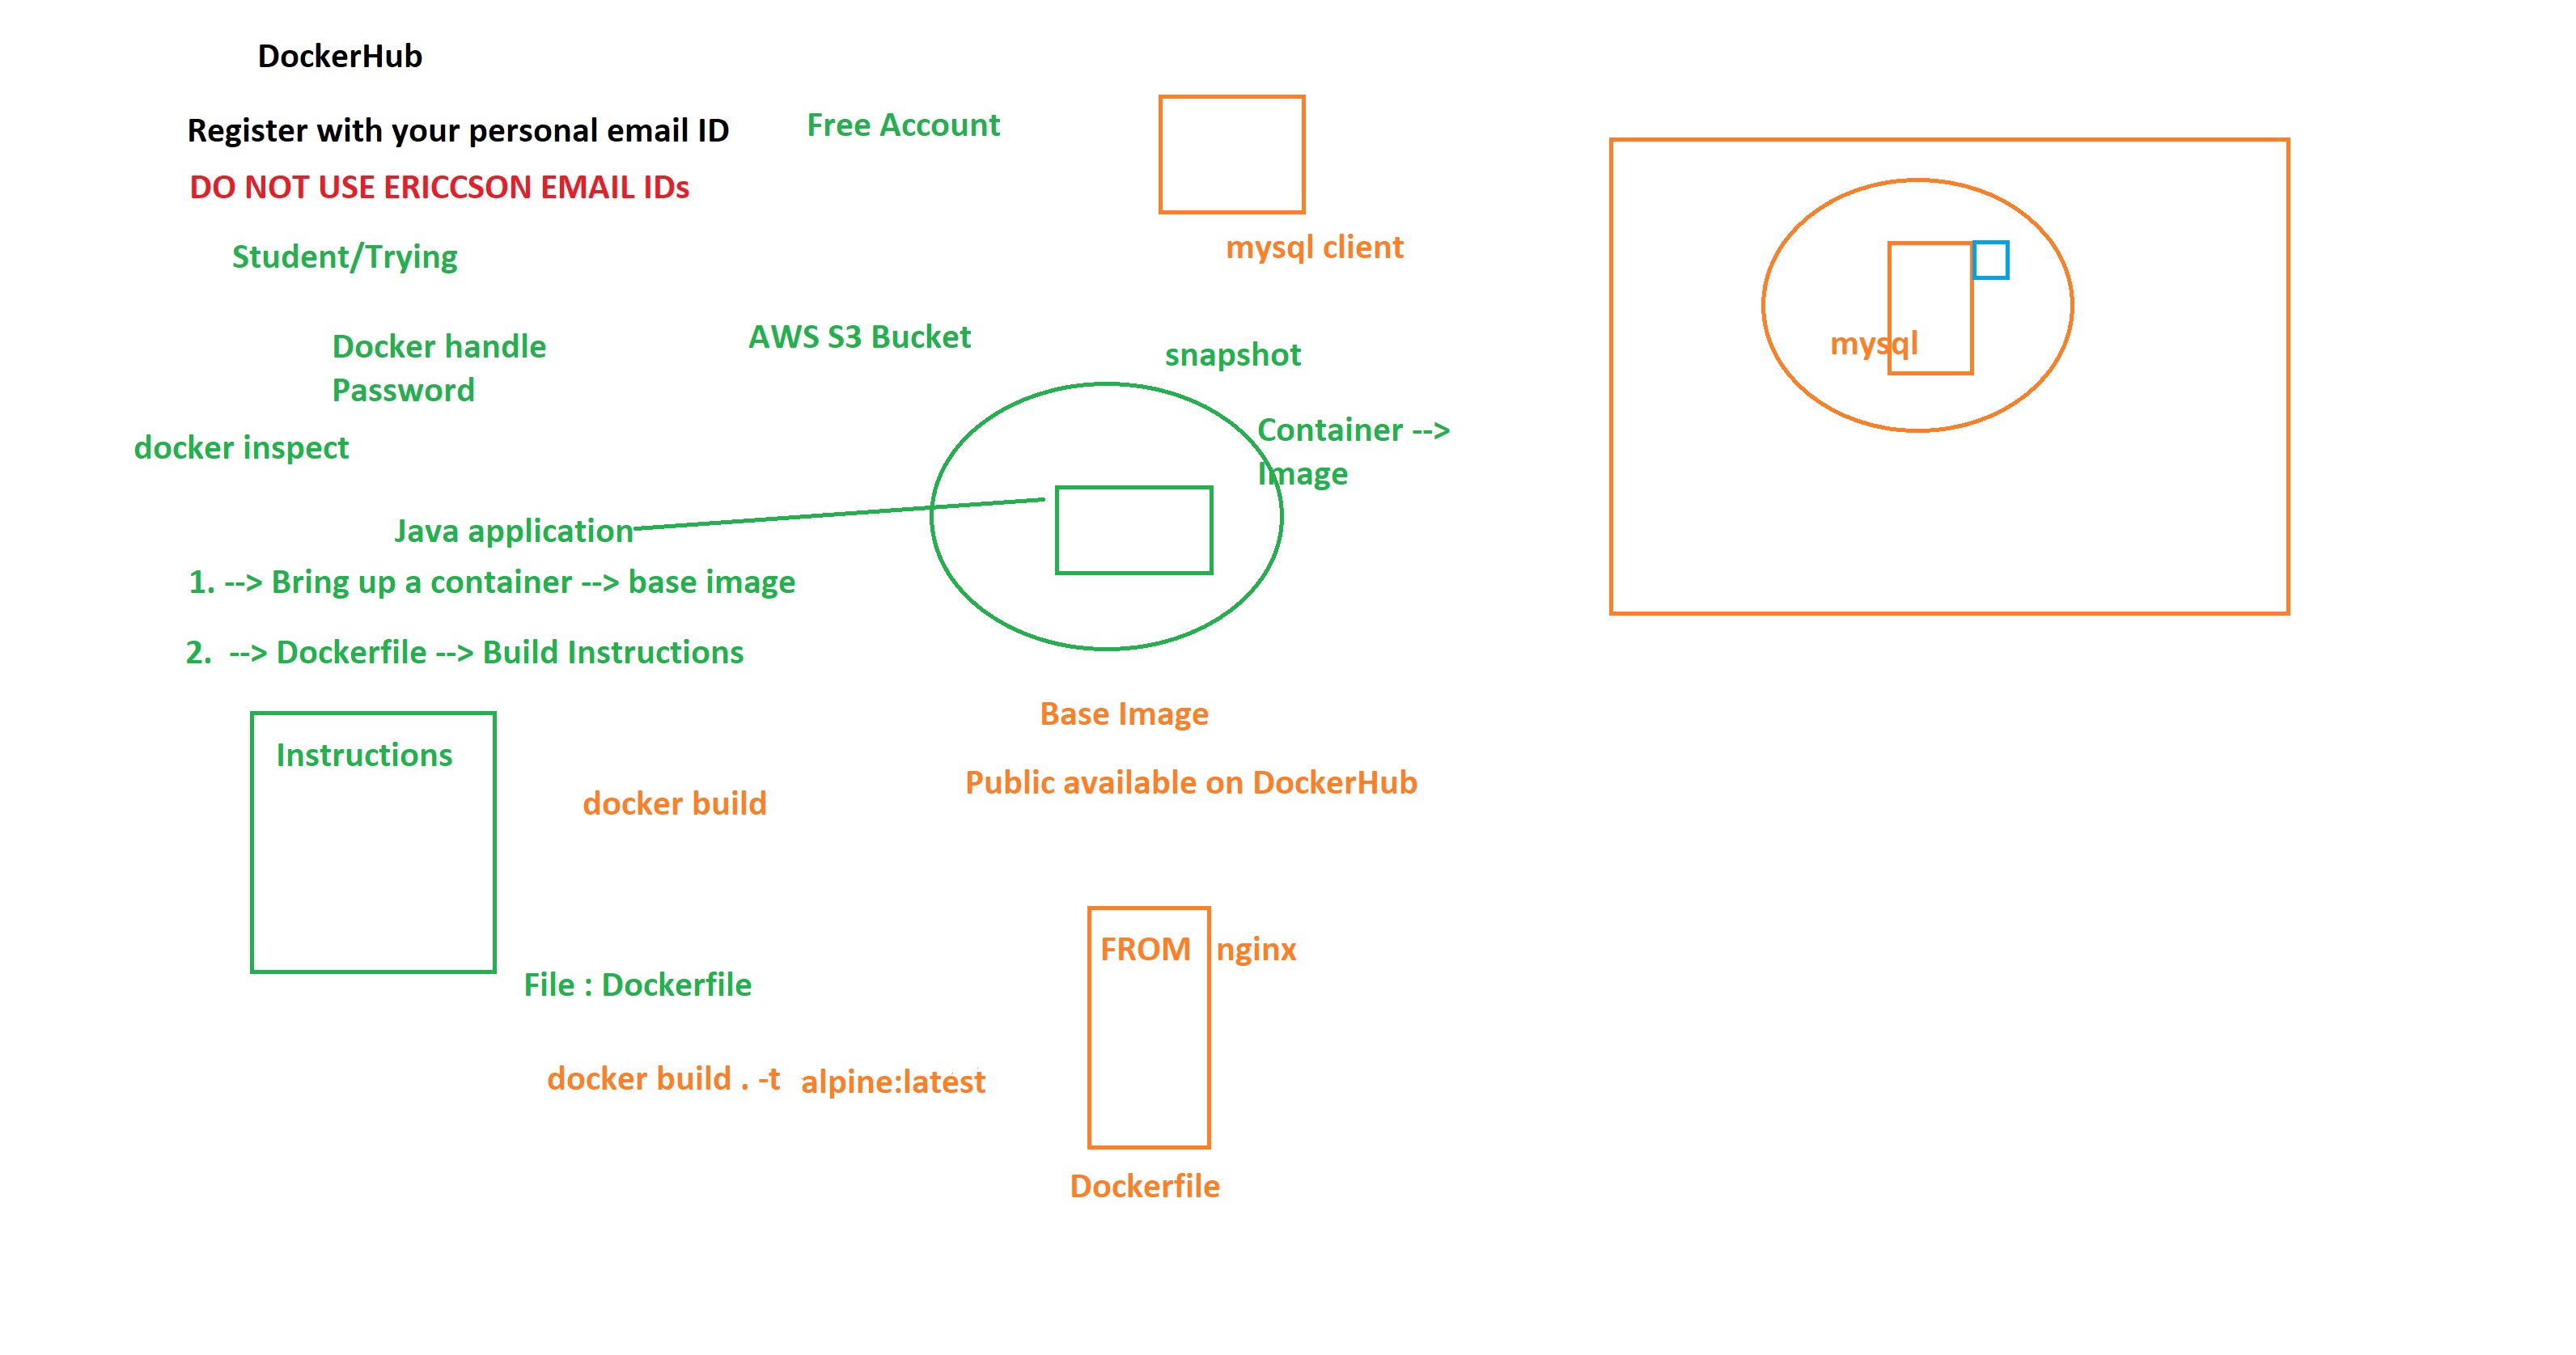 DockerHub
Register with your personal email ID
Free Account
DO NOT USE ERICCSON EMAIL IDs
mysql client
Student/Trying
Docker handle
Password
AWS S3 Bucket
snapshot
mysql
docker inspect
Container -->
Image
Java application
1. --> Bring up a container --> base image
2.  --> Dockerfile --> Build Instructions
Base Image
Instructions
Public available on DockerHub
docker build
FROM nginx
File : Dockerfile
docker build . -t alpine:latest
Dockerfile